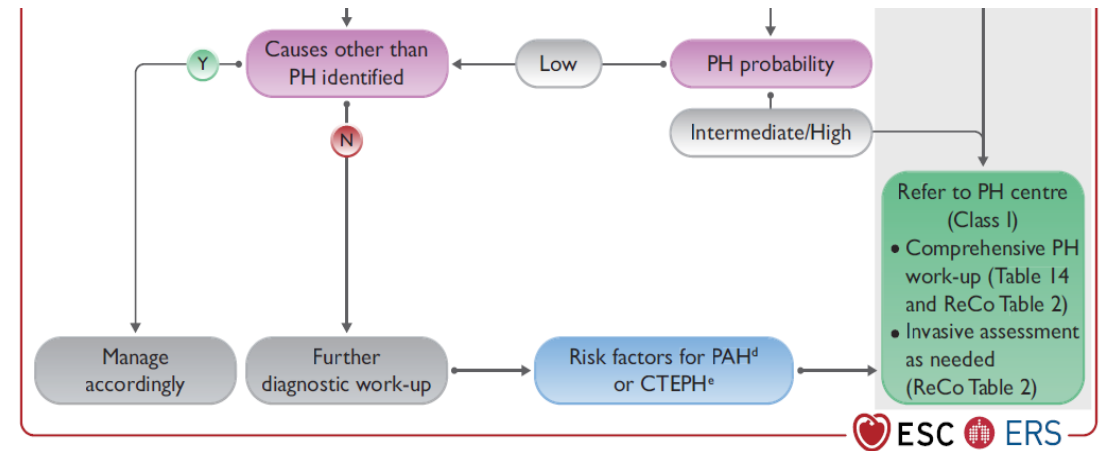 Causes other than
PH identified
Y
Low
PH probability
Intermediate/High
N
Refer to PH centre
(Class I)
• Comprehensive PH
work-up (Table 14
and ReCo Table 2)
• Invasive assessment
as needed
(ReCo Table 2)
Manage
accordingly
Further
diagnostic work-up
Risk factors for PAHᵈ
or CTEPHᵉ
ESC ERS